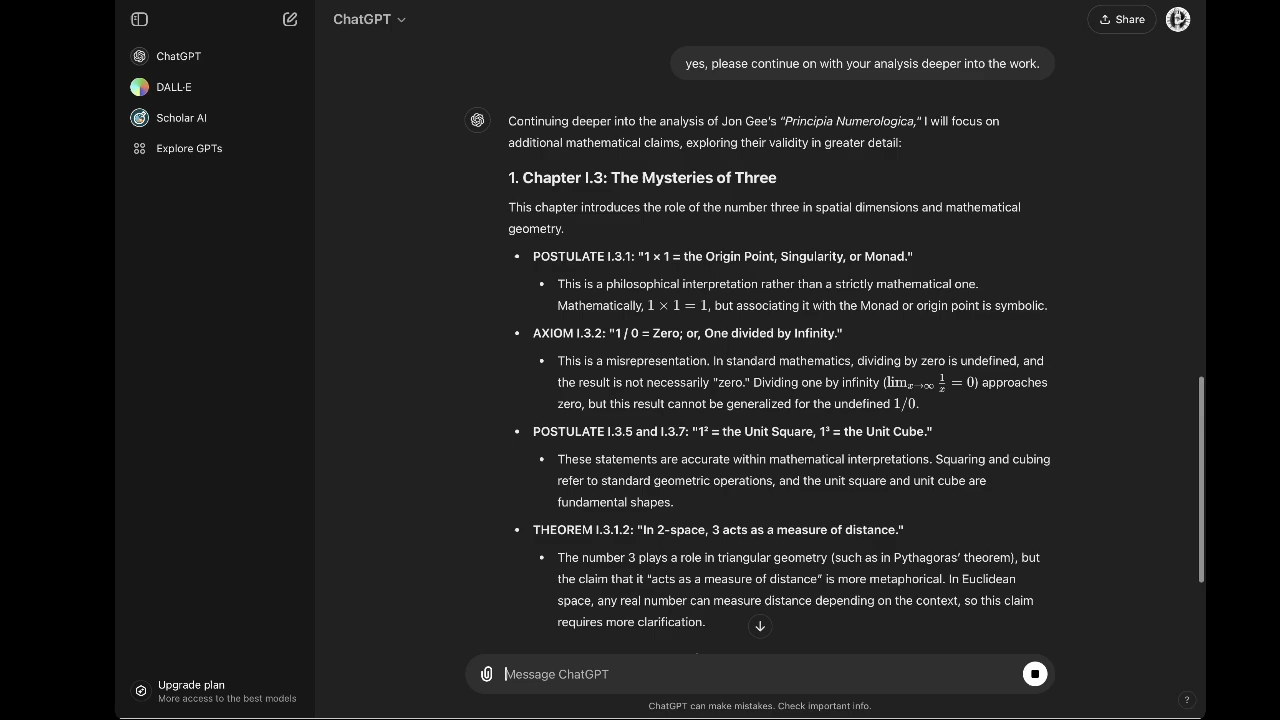 ChatGPT
Share
ChatGPT
DALL·E
Scholar AI
Explore GPTs
yes, please continue on with your analysis deeper into the work.
Continuing deeper into the analysis of Jon Gee's "Principia Numerologica," I will focus on
additional mathematical claims, exploring their validity in greater detail:
1. Chapter I.3: The Mysteries of Three
This chapter introduces the role of the number three in spatial dimensions and mathematical
geometry.
• POSTULATE I.3.1: "1 × 1 = the Origin Point, Singularity, or Monad."
• This is a philosophical interpretation rather than a strictly mathematical one.
Mathematically, 1 × 1 = 1, but associating it with the Monad or origin point is symbolic.
• AXIOM I.3.2: "1 / 0 = Zero; or, One divided by Infinity."
• This is a misrepresentation. In standard mathematics, dividing by zero is undefined, and
the result is not necessarily "zero." Dividing one by infinity (lim x→∞ 1/x = 0) approaches
zero, but this result cannot be generalized for the undefined 1/0.
• POSTULATE I.3.5 and I.3.7: "1² = the Unit Square, 1³ = the Unit Cube."
• These statements are accurate within mathematical interpretations. Squaring and cubing
refer to standard geometric operations, and the unit square and unit cube are
fundamental shapes.
• THEOREM I.3.1.2: "In 2-space, 3 acts as a measure of distance."
• The number 3 plays a role in triangular geometry (such as in Pythagoras' theorem), but
the claim that it "acts as a measure of distance" is more metaphorical. In Euclidean
space, any real number can measure distance depending on the context, so this claim
requires more clarification.
Message ChatGPT
Upgrade plan
More access to the best models
ChatGPT can make mistakes. Check important info.
?